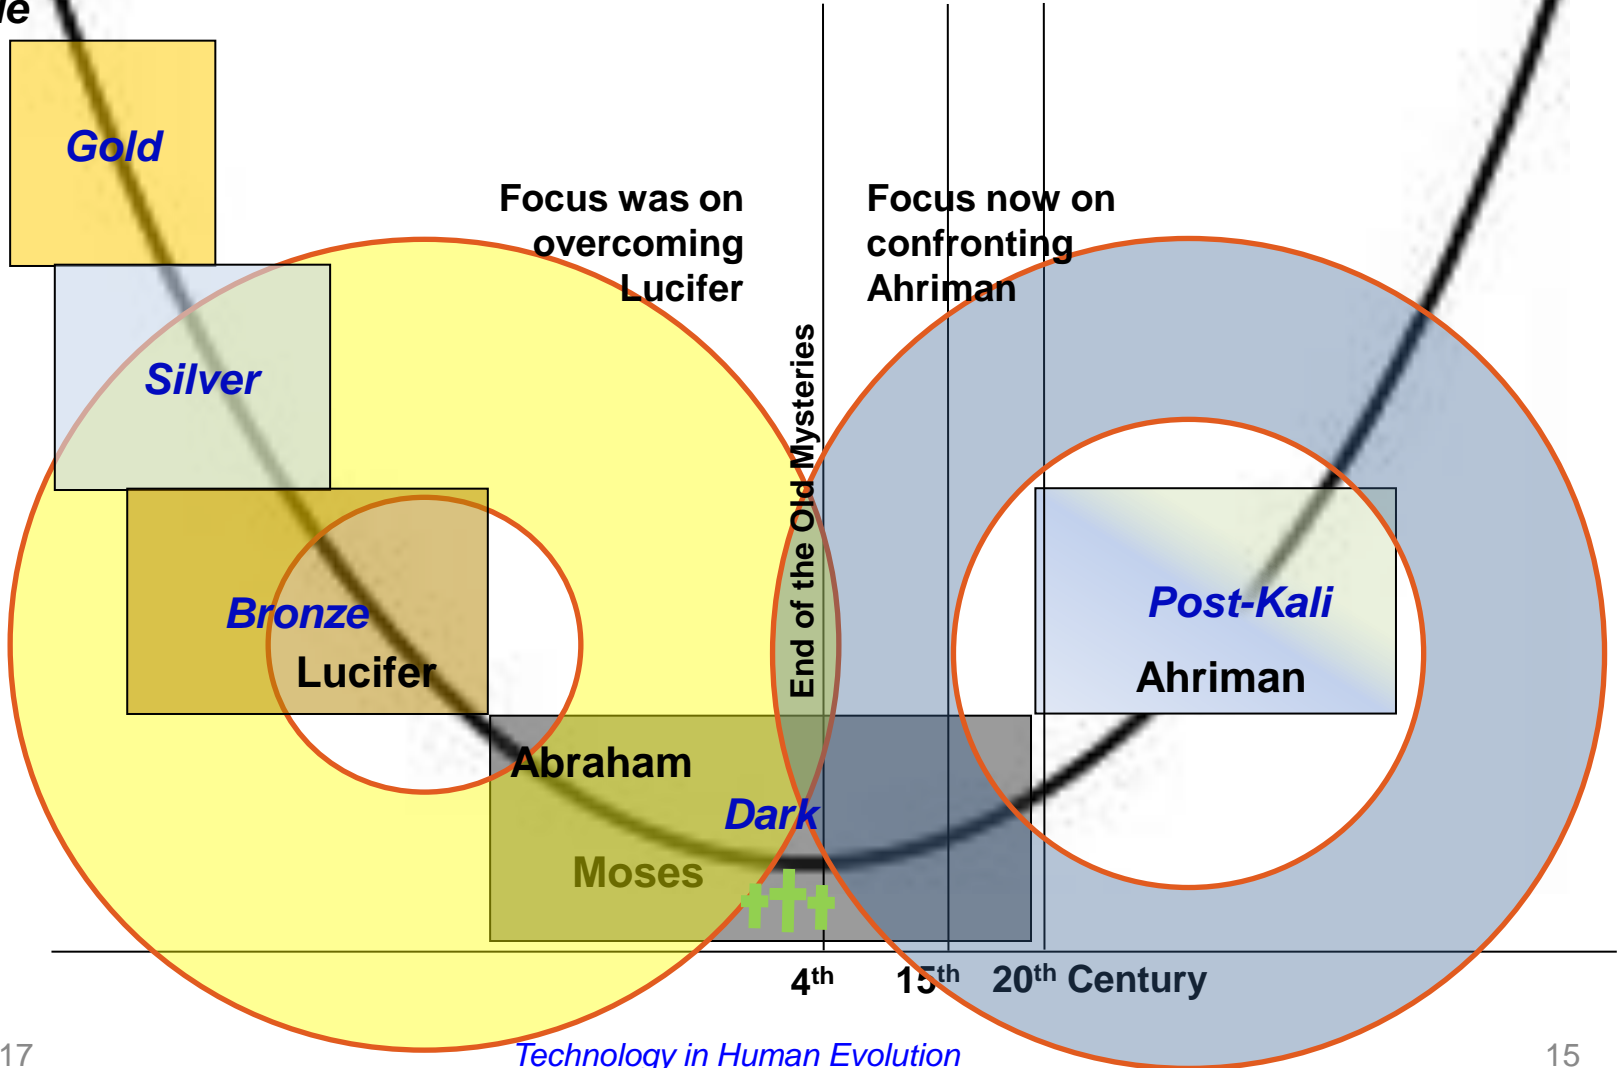 Gold
Focus was on
overcoming
Lucifer
Focus now on
confronting
Ahriman
Silver
End of the Old Mysteries
Bronze
Lucifer
Post-Kali
Ahriman
Abraham
Dark
Moses
4th
15th
20th Century
17
Technology in Human Evolution
15